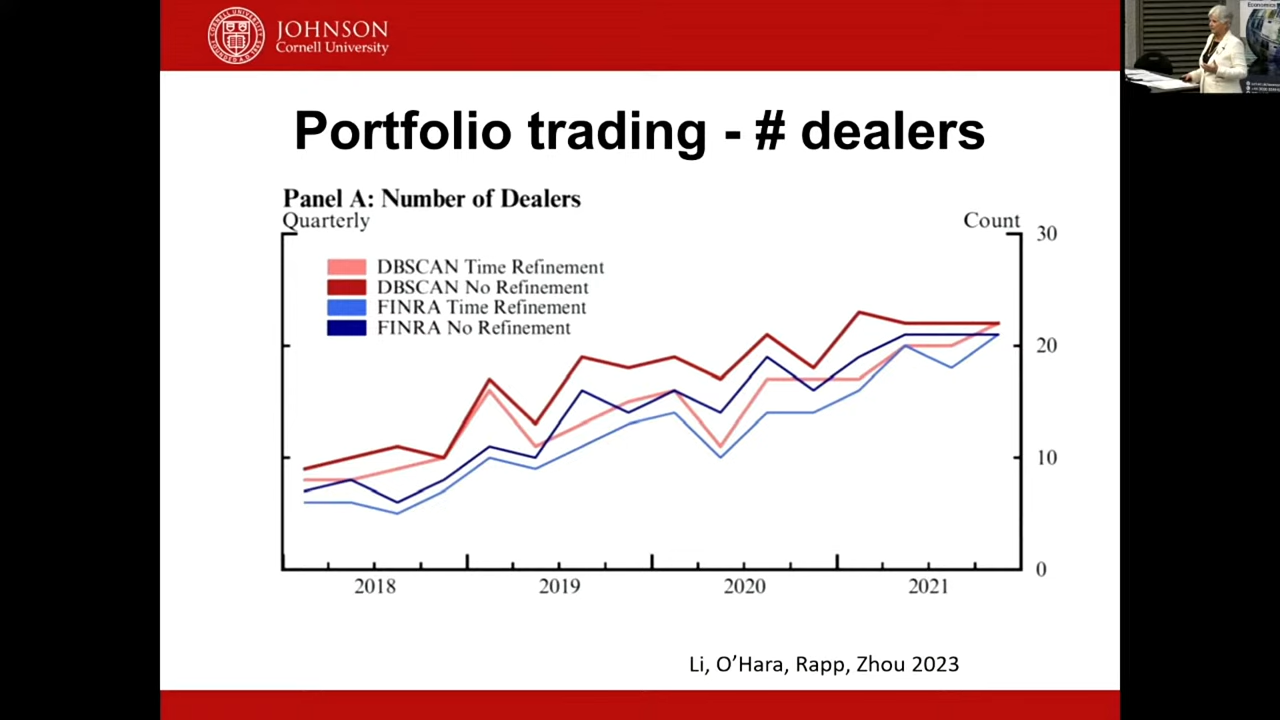 JOHNSON
Cornell University
Portfolio trading - # dealers
Panel A: Number of Dealers
Quarterly
Count
DBSCAN Time Refinement
DBSCAN No Refinement
FINRA Time Refinement
FINRA No Refinement
30
20
10
0
2018
2019
2020
2021
Li, O’Hara, Rapp, Zhou 2023
Economics